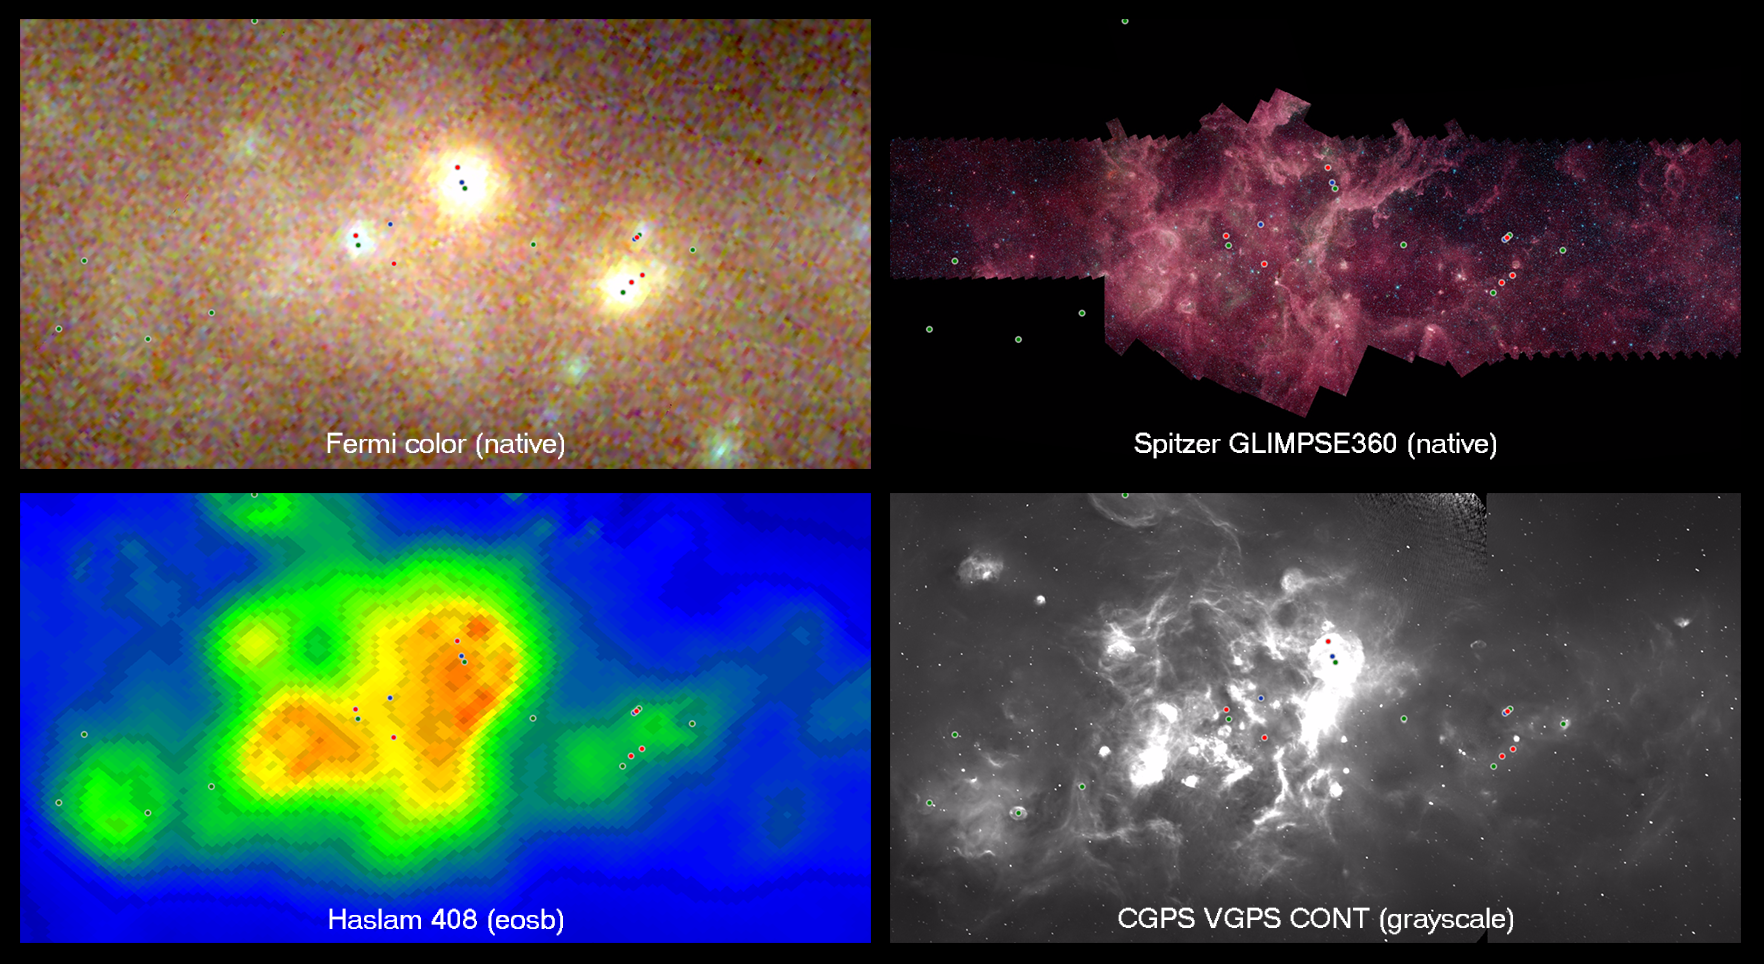 Fermi color (native)
Spitzer GLIMPSE360 (native)
Haslam 408 (eosb)
CGPS VGPS CONT (grayscale)